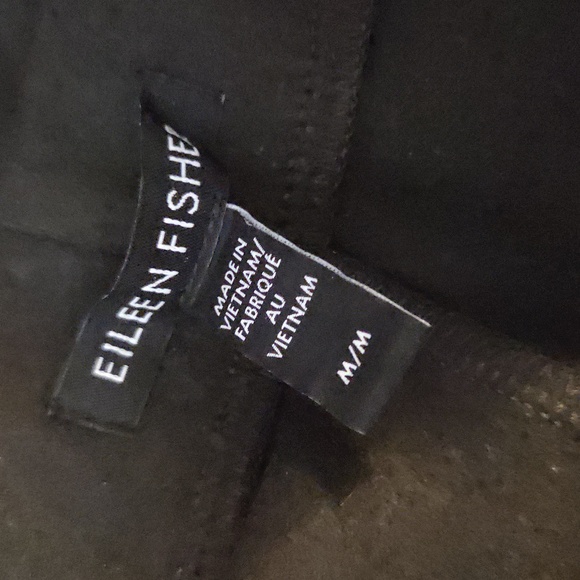 EILEEN FISHER
MADE IN
VIETNAM/
FABRIQUÉ
AU
VIETNAM
M/M